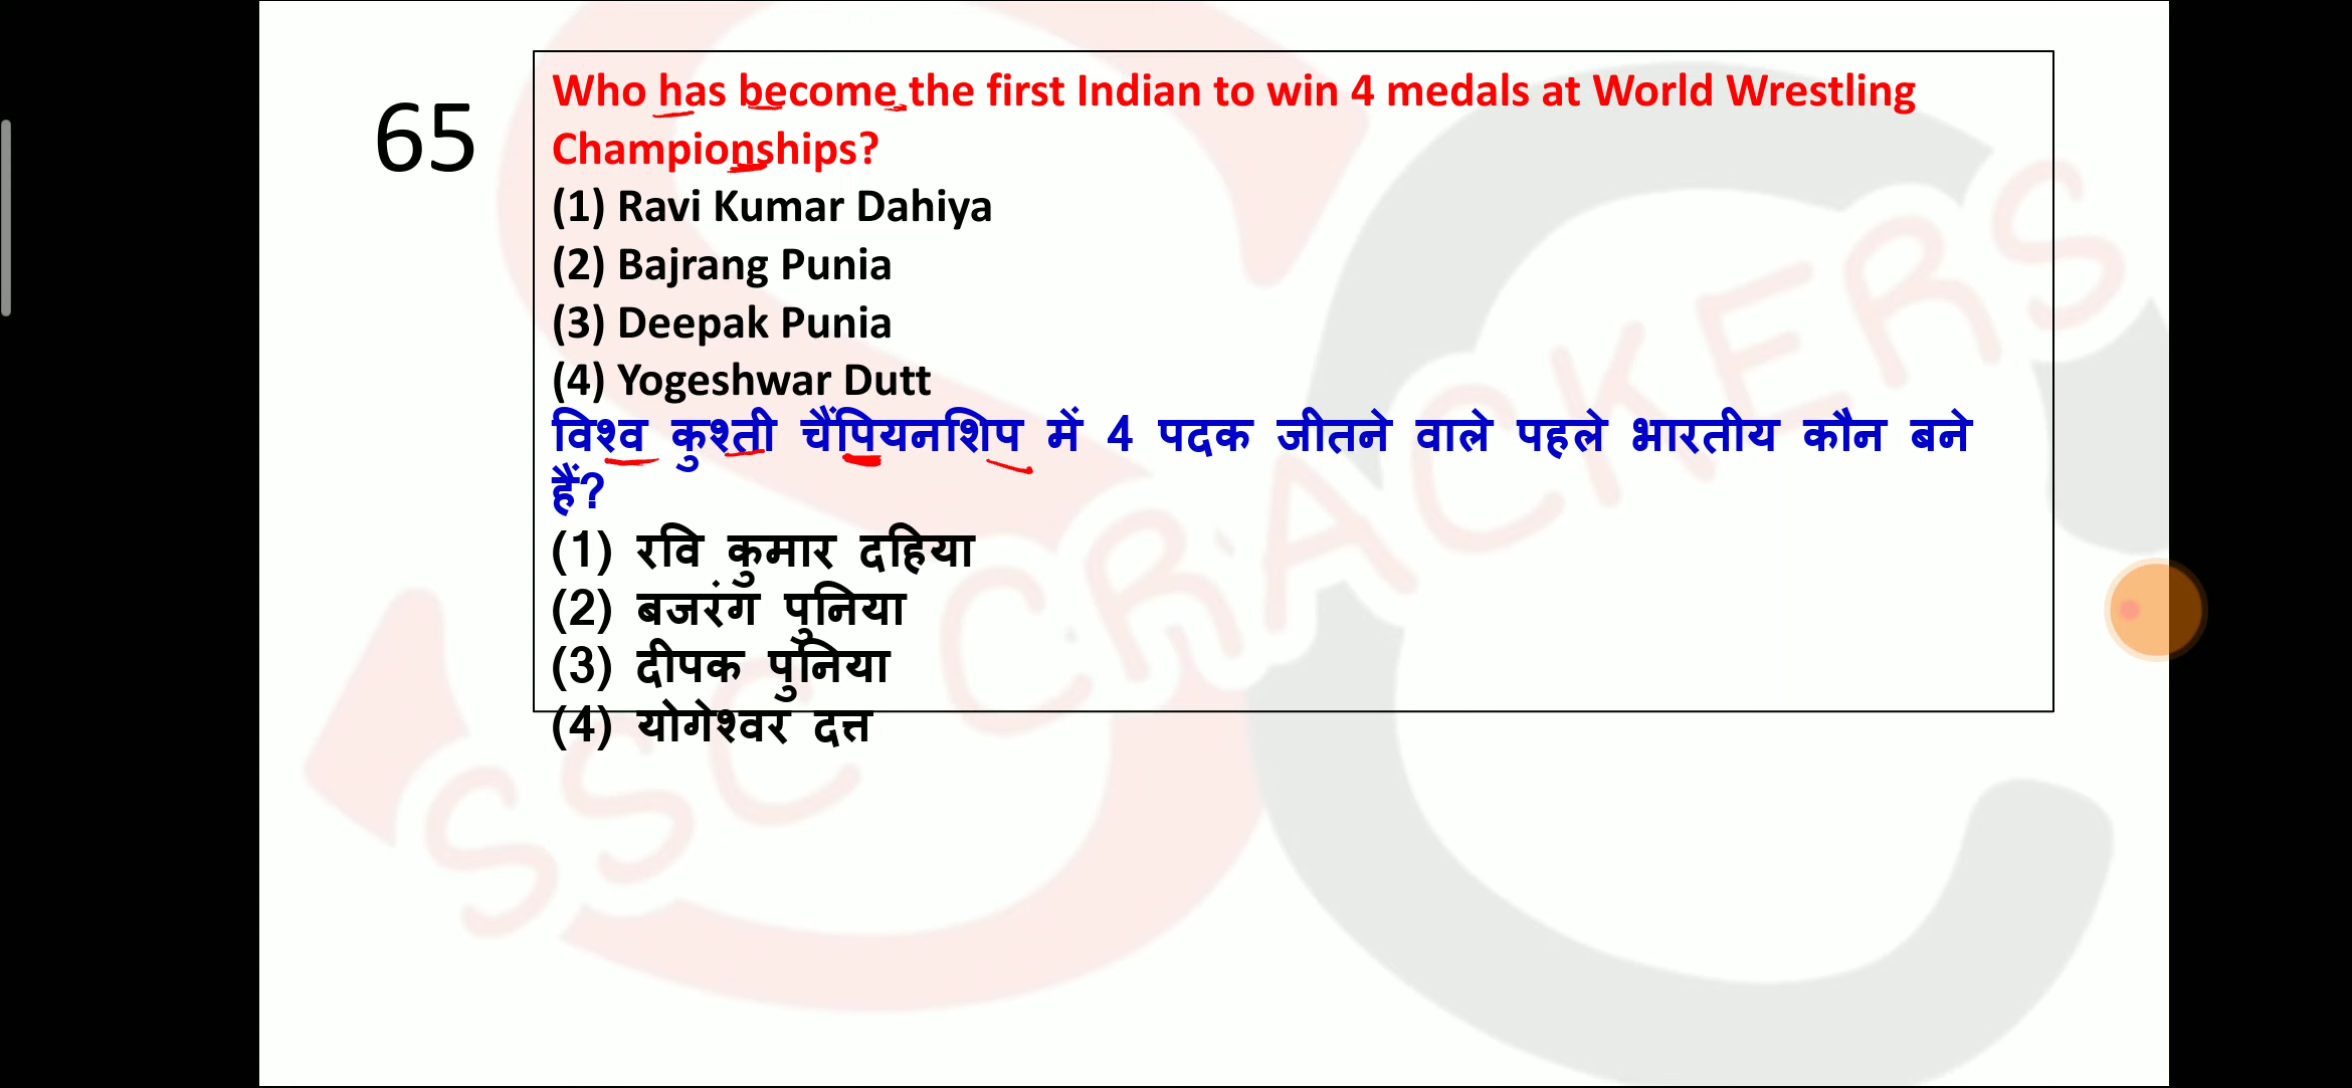 65
Who has become the first Indian to win 4 medals at World Wrestling
Championships?
(1) Ravi Kumar Dahiya
(2) Bajrang Punia
(3) Deepak Punia
(4) Yogeshwar Dutt
विश्व कुश्ती चैंपियनशिप में 4 पदक जीतने वाले पहले भारतीय कौन बने
हैं?
(1) रवि कुमार दहिया
(2) बजरंग पुनिया
(3) दीपक पुनिया
(4) योगेश्वर दत्त
SSC CRACKERS